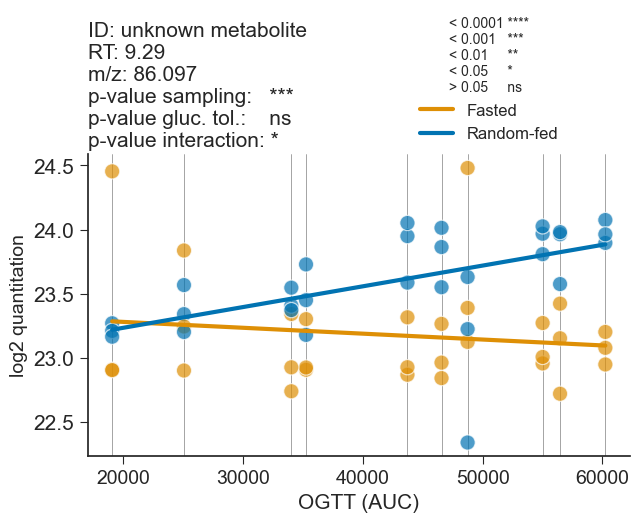 ID: unknown metabolite
RT: 9.29
m/z: 86.097
p-value sampling: ***
p-value gluc. tol.: ns
p-value interaction: *
< 0.0001 ****
< 0.001 ***
< 0.01 **
< 0.05 *
> 0.05 ns
Fasted
Random-fed
log2 quantitation
24.5
24.0
23.5
23.0
22.5
20000 30000 40000 50000 60000
OGTT (AUC)